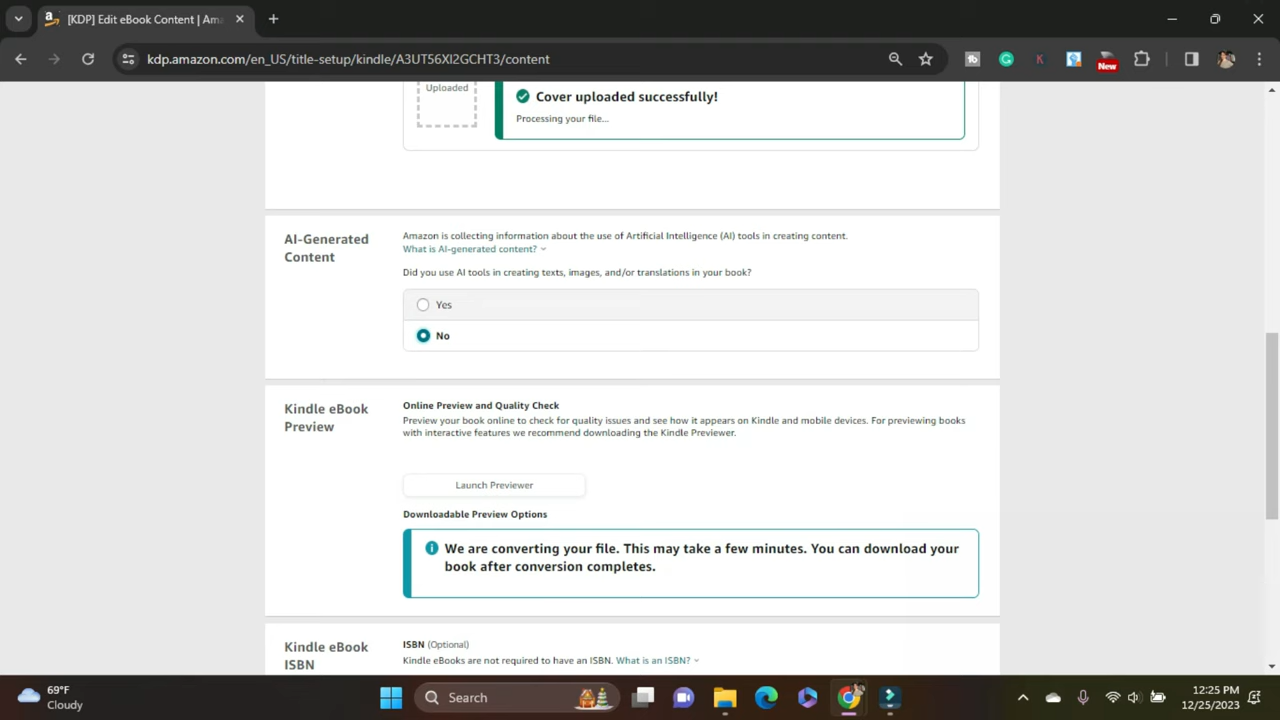 [KDP] Edit eBook Content | Ama
kdp.amazon.com/en_US/title-setup/kindle/A3UT56XI2GCHT3/content
New
Uploaded
Cover uploaded successfully!
Processing your file...
AI-Generated
Content
Amazon is collecting information about the use of Artificial Intelligence (AI) tools in creating content.
What is AI-generated content?
Did you use AI tools in creating texts, images, and/or translations in your book?
Yes
No
Kindle eBook
Preview
Online Preview and Quality Check
Preview your book online to check for quality issues and see how it appears on Kindle and mobile devices. For previewing books
with interactive features we recommend downloading the Kindle Previewer.
Launch Previewer
Downloadable Preview Options
We are converting your file. This may take a few minutes. You can download your
book after conversion completes.
Kindle eBook
ISBN
ISBN (Optional)
Kindle eBooks are not required to have an ISBN. What is an ISBN?
69°F
Cloudy
Search
12:25 PM
12/25/2023